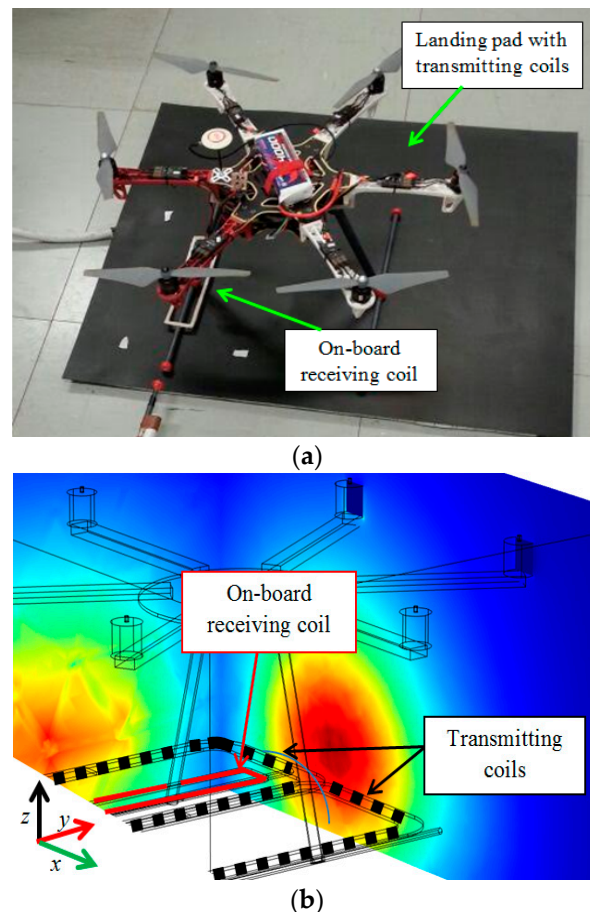 Landing pad with
transmitting coils
On-board
receiving coil
(a)
On-board
receiving coil
Transmitting
coils
z
y
x
(b)